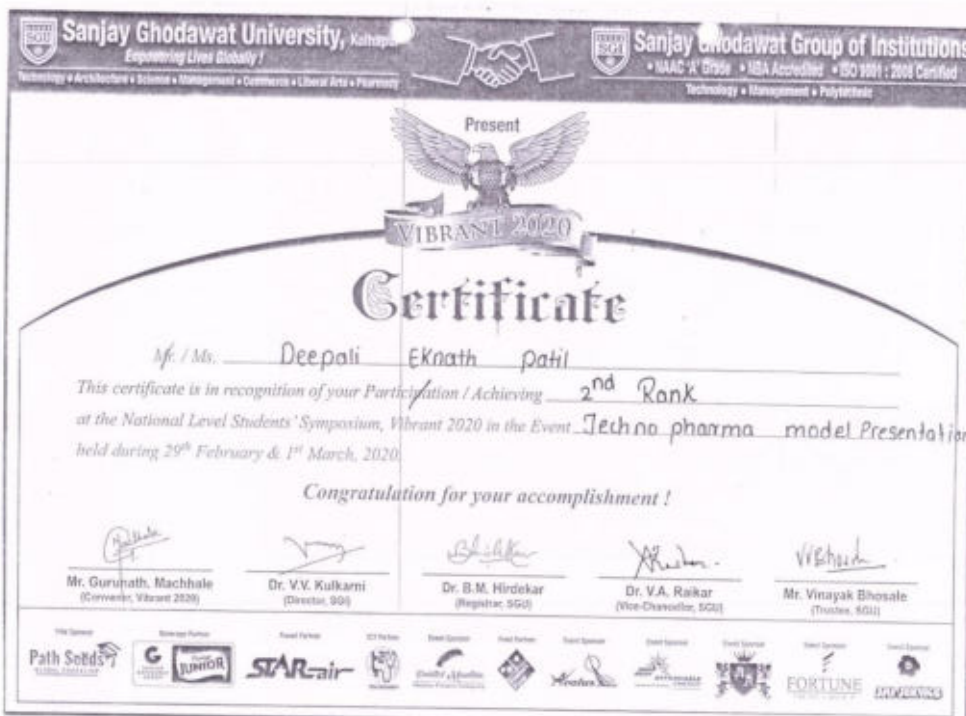 SGU
Sanjay Ghodawat University, Kolhapur
Empowering Lives Globally !
Technology • Architecture • Science • Management • Commerce • Liberal Arts • Pharmacy
SGI
Sanjay Ghodawat Group of Institutions
• NAAC 'A' Grade • NBA Accredited • ISO 9001 : 2008 Certified
Technology • Management • Polytechnic
Present
VIBRANT 2020
Certificate
Mr. / Ms. Deepali Eknath patil
This certificate is in recognition of your Participation / Achieving 2nd Rank
at the National Level Students' Symposium, Vibrant 2020 in the Event Techno pharma model Presentation
held during 29th February & 1st March, 2020
Congratulation for your accomplishment !
Mr. Gurunath. Machhale
(Convener, Vibrant 2020)
Dr. V.V. Kulkarni
(Director, SGI)
Dr. B.M. Hirdekar
(Registrar, SGU)
Dr. V.A. Raikar
(Vice-Chancellor, SGU)
Mr. Vinayak Bhosale
(Trustee, SGU)
Path Seeds
JUNIOR
STAR air
FORTUNE